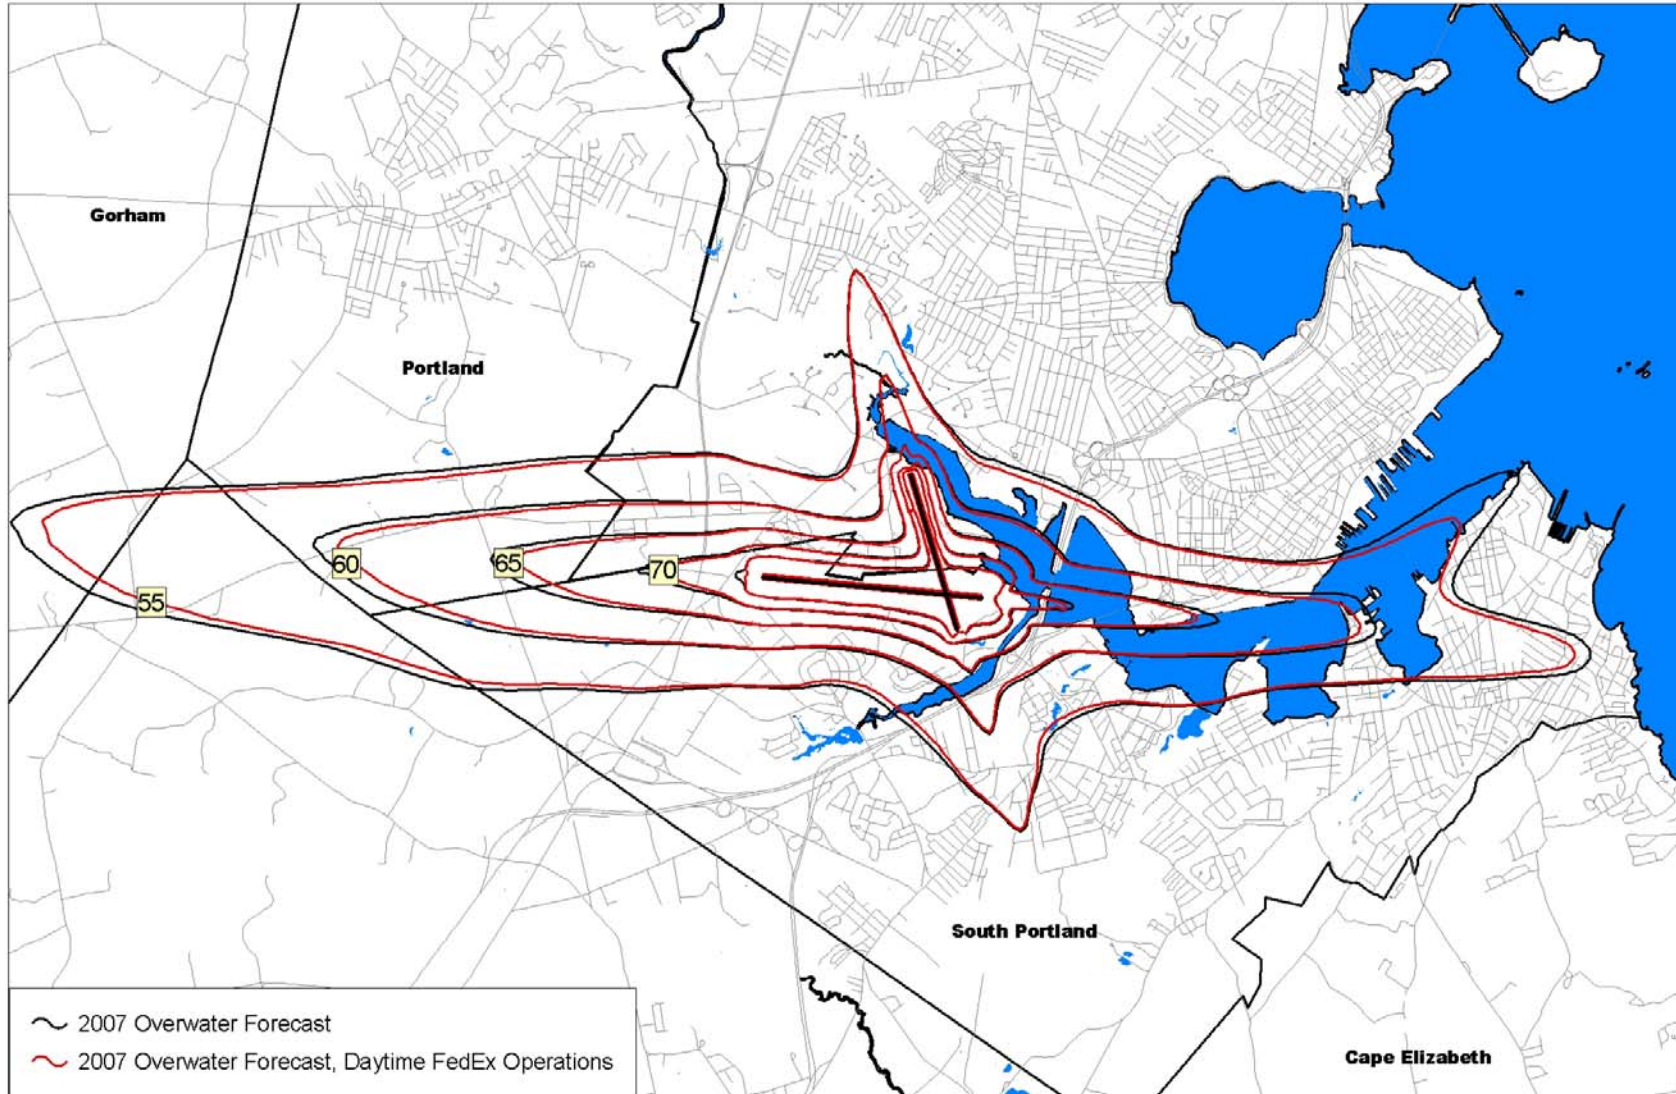 Gorham
Portland
60
65
70
55
South Portland
2007 Overwater Forecast
2007 Overwater Forecast, Daytime FedEx Operations
Cape Elizabeth